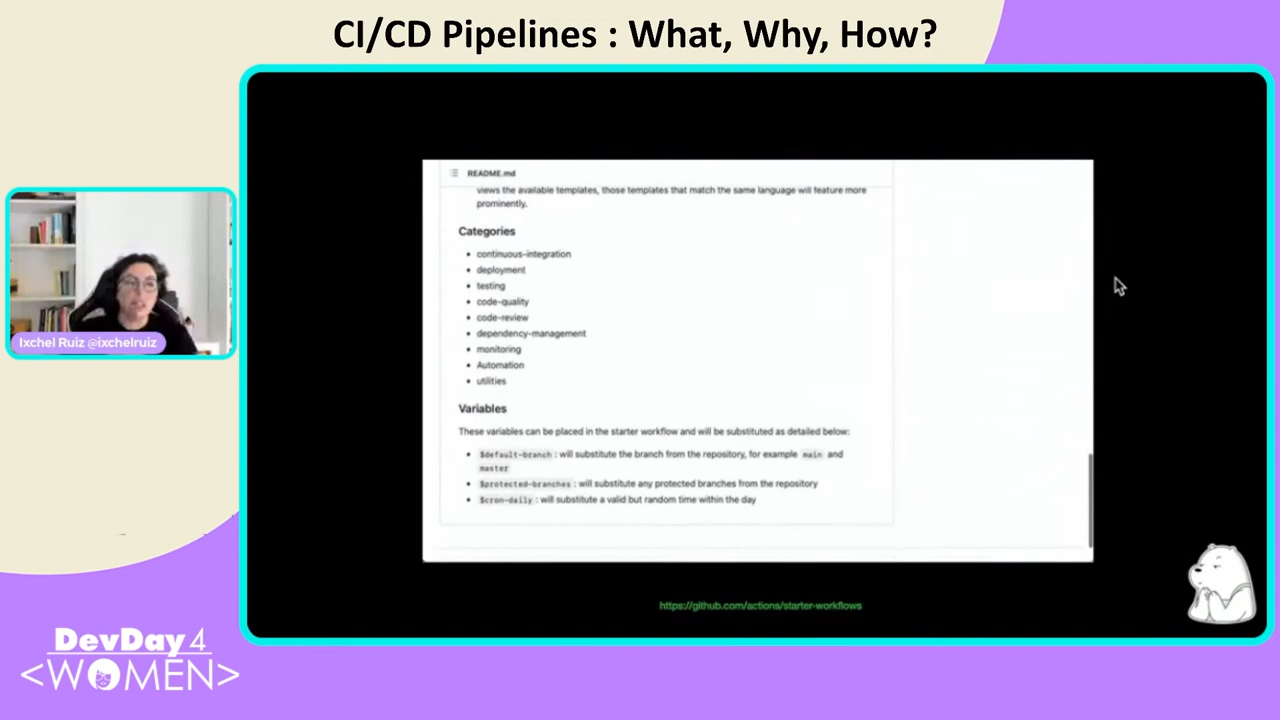 CI/CD Pipelines : What, Why, How?
README.md
views the available templates, those templates that match the same language will feature more
prominently.
Categories
continuous-integration
deployment
testing
code-quality
code-review
dependency-management
monitoring
Automation
utilities
Variables
These variables can be placed in the starter workflow and will be substituted as detailed below:
$default-branch : will substitute the branch from the repository, for example main and
master
$protected-branches : will substitute any protected branches from the repository
$cron-daily : will substitute a valid but random time within the day
https://github.com/actions/starter-workflows
Ixchel Ruiz @ixchelruiz
DevDay 4
<WOMEN>